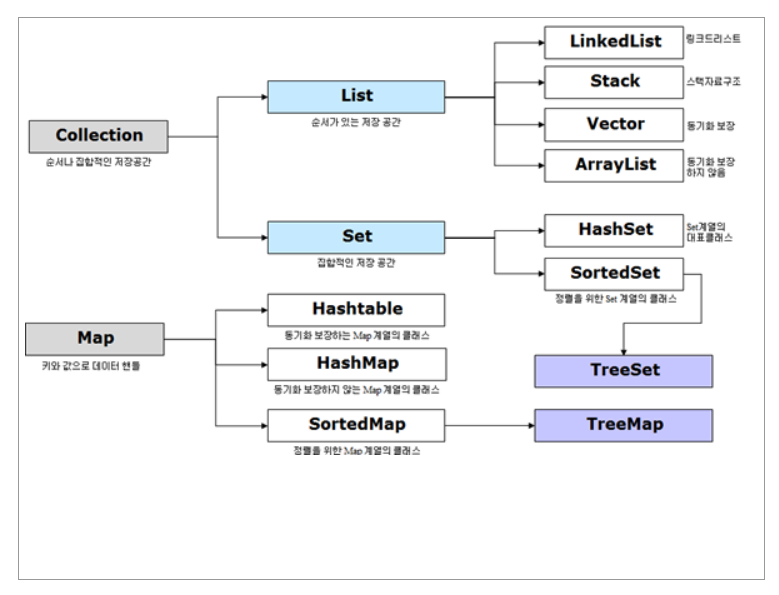 LinkedList
링크드리스트
Stack
스택자료구조
List
순서가 있는 저장 공간
Vector
동기화 보장
Collection
순서나 집합적인 저장공간
ArrayList
동기화 보장
하지 않음
Set
집합적인 저장 공간
HashSet
Set계열의
대표클래스
SortedSet
정렬을 위한 Set 계열의 클래스
Hashtable
동기화 보장하는 Map 계열의 클래스
Map
키와 값으로 데이터 핸들
HashMap
동기화 보장하지 않는 Map 계열의 클래스
TreeSet
SortedMap
정렬을 위한 Map 계열의 클래스
TreeMap